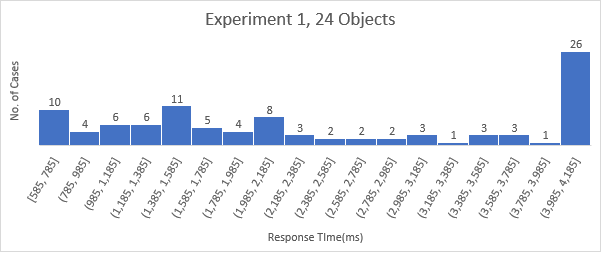 Experiment 1, 24 Objects
No. of Cases
10 4 6 6 11 5 4 8 3 2 2 2 3 1 3 3 1 26
[585, 785] (785, 985] (985, 1,185] (1,185, 1,385] (1,385, 1,585] (1,585, 1,785] (1,785, 1,985] (1,985, 2,185] (2,185, 2,385] (2,385, 2,585] (2,585, 2,785] (2,785, 2,985] (2,985, 3,185] (3,185, 3,385] (3,385, 3,585] (3,585, 3,785] (3,785, 3,985] (3,985, 4,185]
Response TIme(ms)